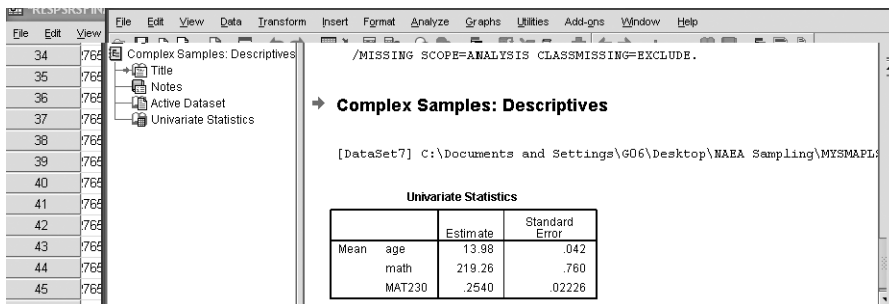 File Edit View Data Transform Insert Format Analyze Graphs Utilities Add-ons Window Help
File Edit View
34
35
36
37
38
39
40
41
42
43
44
45
Complex Samples: Descriptives
Title
Notes
Active Dataset
Univariate Statistics
/MISSING SCOPE=ANALYSIS CLASSMISSING=EXCLUDE.
Complex Samples: Descriptives
[DataSet7] C:\Documents and Settings\G06\Desktop\NAEA Sampling\MYSMAPLS
Univariate Statistics
Estimate Standard Error
Mean age 13.98 .042
math 219.26 .760
MAT230 .2540 .02226